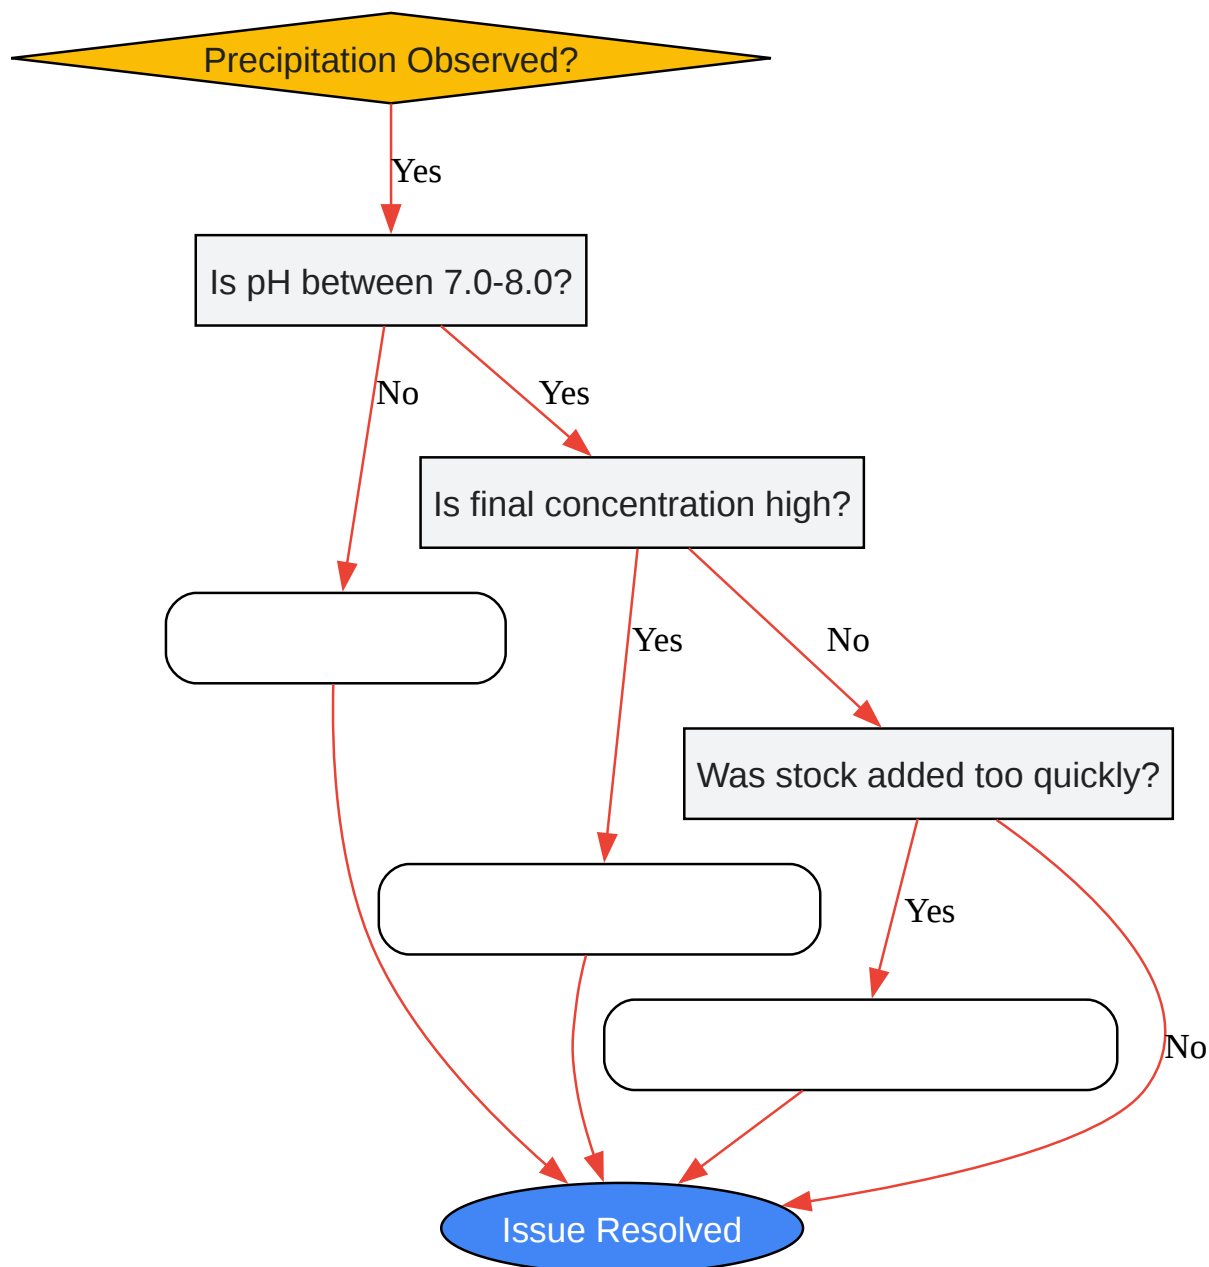 Precipitation Observed?
Yes
Is pH between 7.0-8.0?
No
Yes
Is final concentration high?
Yes
No
Was stock added too quickly?
Yes
No
Issue Resolved